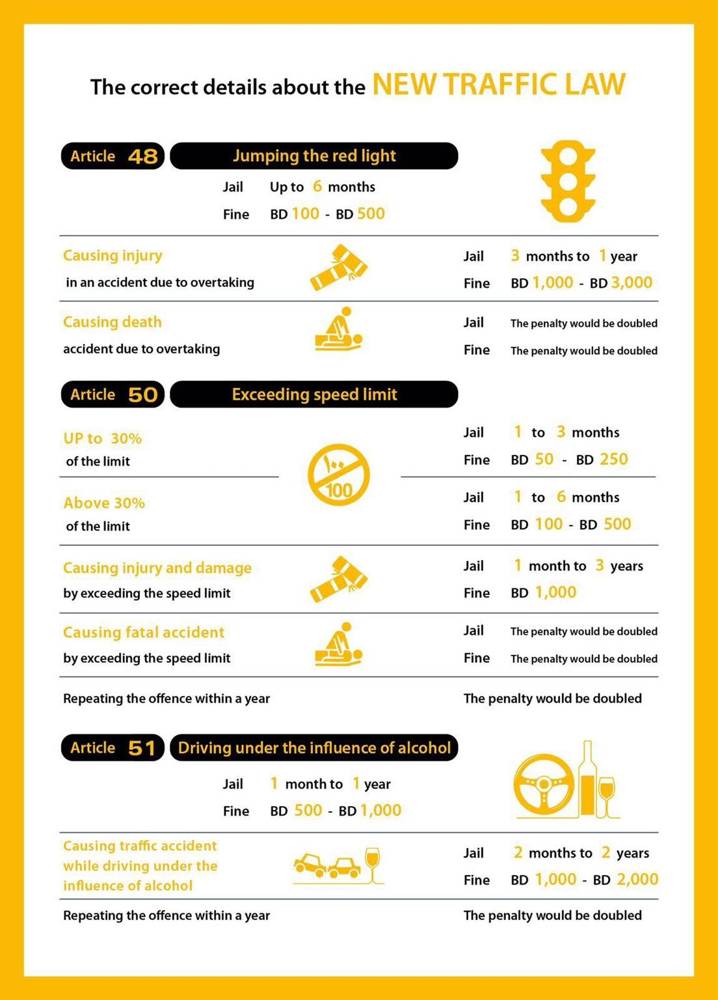 The correct details about the NEW TRAFFIC LAW
Article 48 Jumping the red light
Jail Up to 6 months
Fine BD 100 - BD 500
Causing injury
in an accident due to overtaking
Jail 3 months to 1 year
Fine BD 1,000 - BD 3,000
Causing death
accident due to overtaking
Jail The penalty would be doubled
Fine The penalty would be doubled
Article 50 Exceeding speed limit
UP to 30%
of the limit
Jail 1 to 3 months
Fine BD 50 - BD 250
١٠٠
100
Above 30%
of the limit
Jail 1 to 6 months
Fine BD 100 - BD 500
Causing injury and damage
by exceeding the speed limit
Jail 1 month to 3 years
Fine BD 1,000
Causing fatal accident
by exceeding the speed limit
Jail The penalty would be doubled
Fine The penalty would be doubled
Repeating the offence within a year The penalty would be doubled
Article 51 Driving under the influence of alcohol
Jail 1 month to 1 year
Fine BD 500 - BD 1,000
Causing traffic accident
while driving under the
influence of alcohol
Jail 2 months to 2 years
Fine BD 1,000 - BD 2,000
Repeating the offence within a year The penalty would be doubled